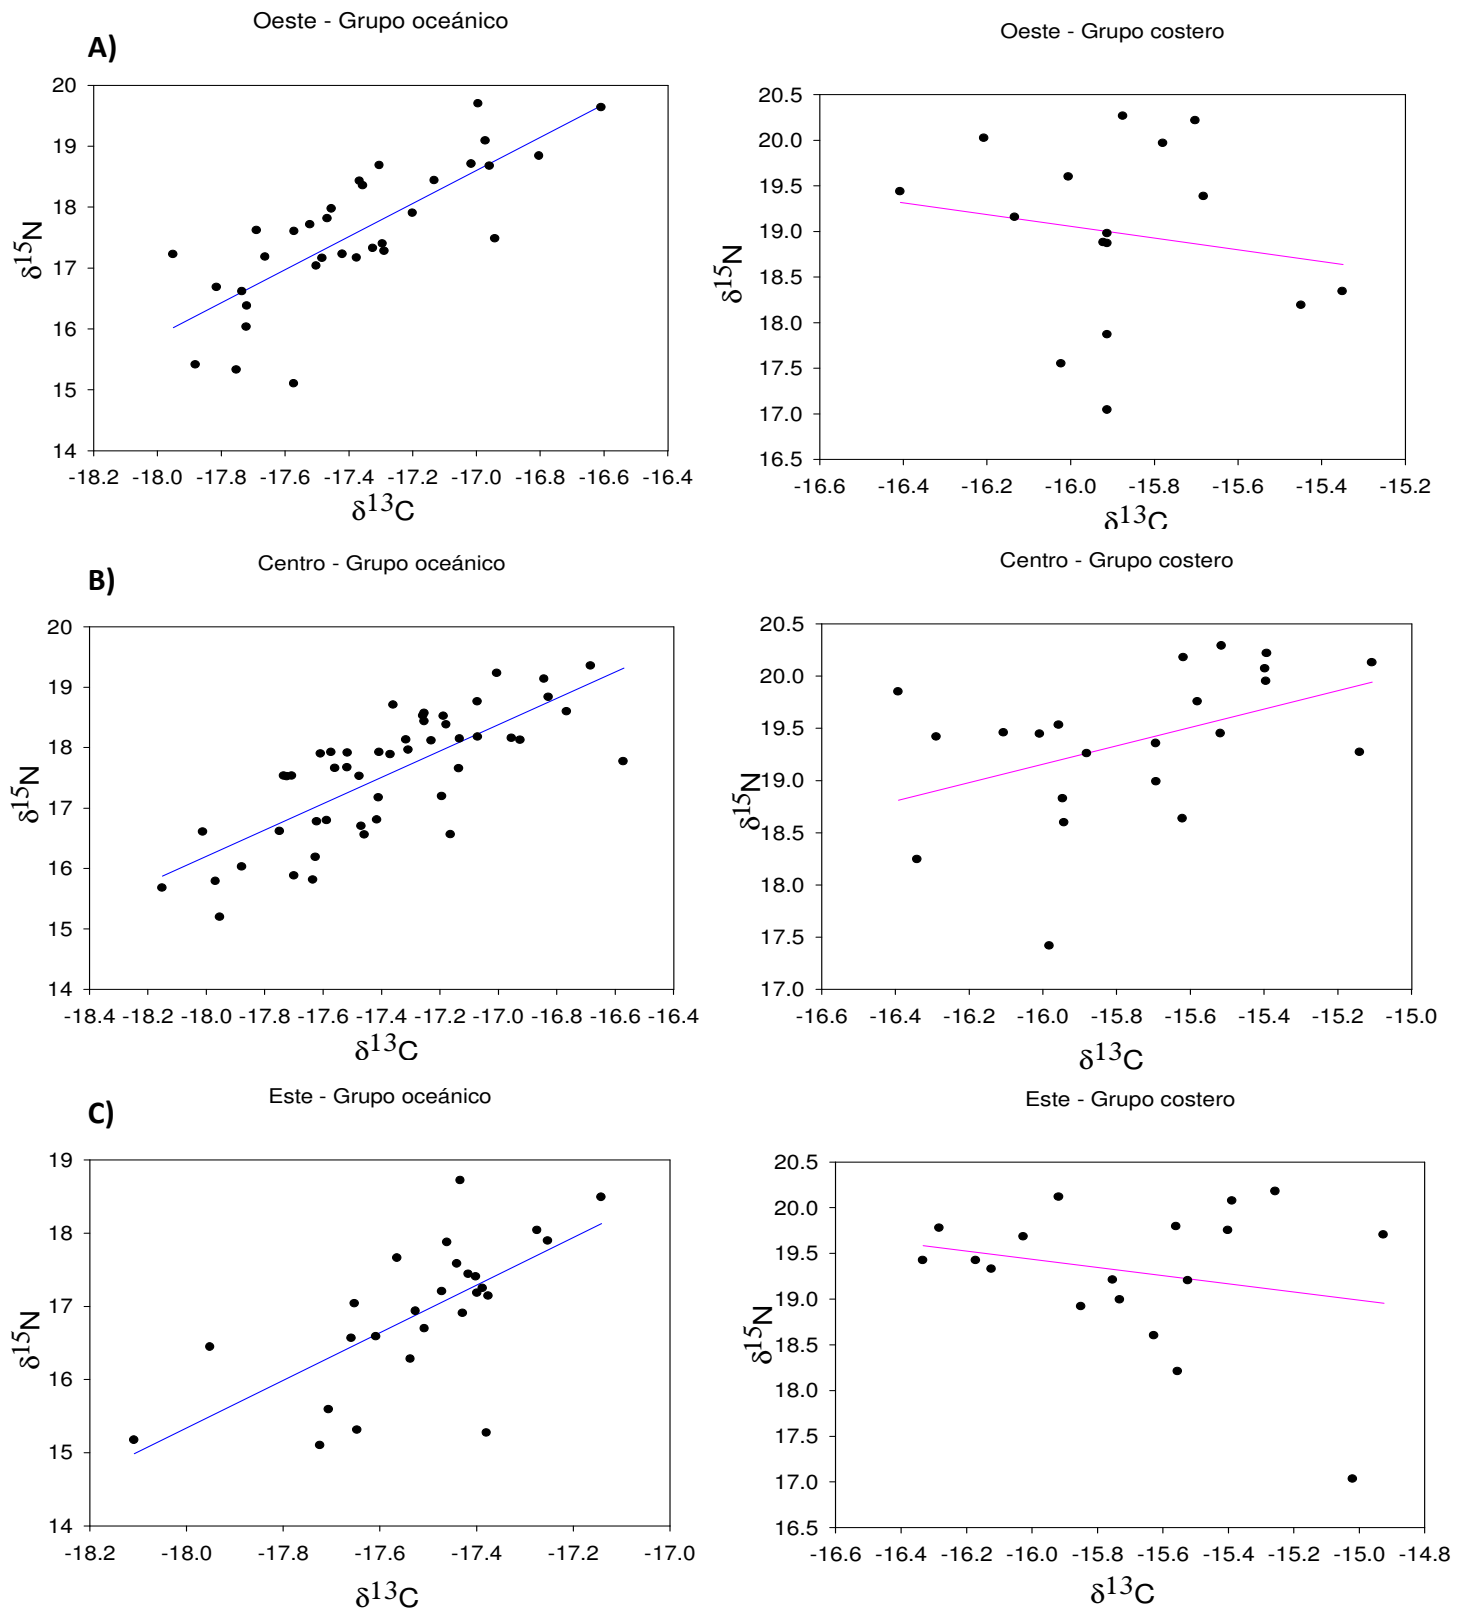 Oeste - Grupo oceánico
A)
20
19
18
17
16
15
14
δ15N
-18.2 -18.0 -17.8 -17.6 -17.4 -17.2 -17.0 -16.8 -16.6 -16.4
δ13C
Oeste - Grupo costero
20.5
20.0
19.5
19.0
18.5
18.0
17.5
17.0
16.5
δ15N
-16.6 -16.4 -16.2 -16.0 -15.8 -15.6 -15.4 -15.2
δ13C
Centro - Grupo oceánico
B)
20
19
18
17
16
15
14
δ15N
-18.4 -18.2 -18.0 -17.8 -17.6 -17.4 -17.2 -17.0 -16.8 -16.6 -16.4
δ13C
Centro - Grupo costero
20.5
20.0
19.5
19.0
18.5
18.0
17.5
17.0
δ15N
-16.6 -16.4 -16.2 -16.0 -15.8 -15.6 -15.4 -15.2 -15.0
δ13C
Este - Grupo oceánico
C)
19
18
17
16
15
14
δ15N
-18.2 -18.0 -17.8 -17.6 -17.4 -17.2 -17.0
δ13C
Este - Grupo costero
20.5
20.0
19.5
19.0
18.5
18.0
17.5
17.0
16.5
δ15N
-16.6 -16.4 -16.2 -16.0 -15.8 -15.6 -15.4 -15.2 -15.0 -14.8
δ13C